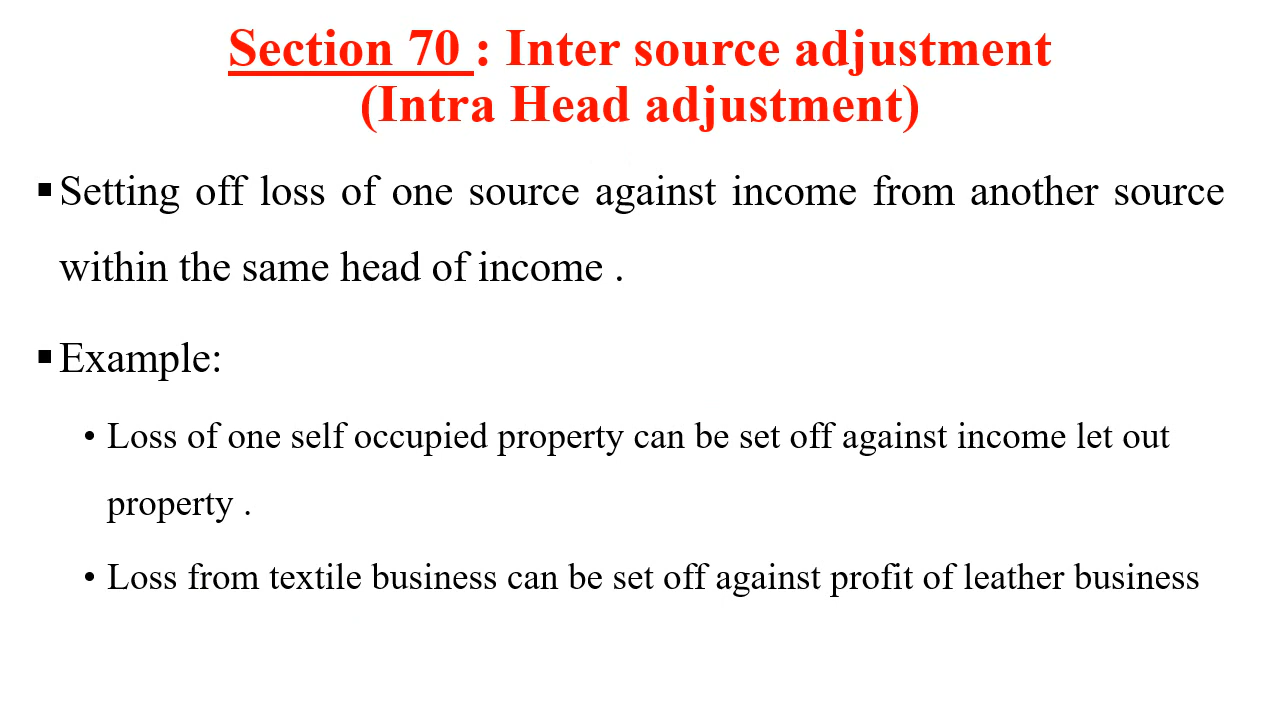 Section 70 : Inter source adjustment
(Intra Head adjustment)
▪Setting off loss of one source against income from another source
within the same head of income .
▪Example:
• Loss of one self occupied property can be set off against income let out
property .
• Loss from textile business can be set off against profit of leather business